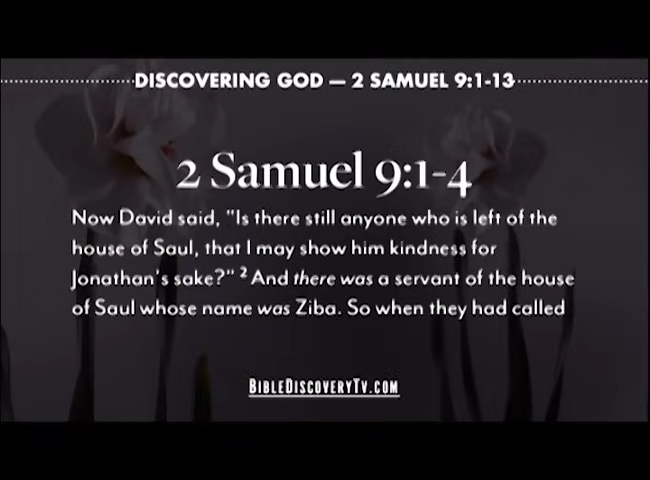 DISCOVERING GOD — 2 SAMUEL 9:1-13
2 Samuel 9:1-4
Now David said, "Is there still anyone who is left of the
house of Saul, that I may show him kindness for
Jonathan's sake?" ² And there was a servant of the house
of Saul whose name was Ziba. So when they had called
BIBLEDISCOVERYTV.COM